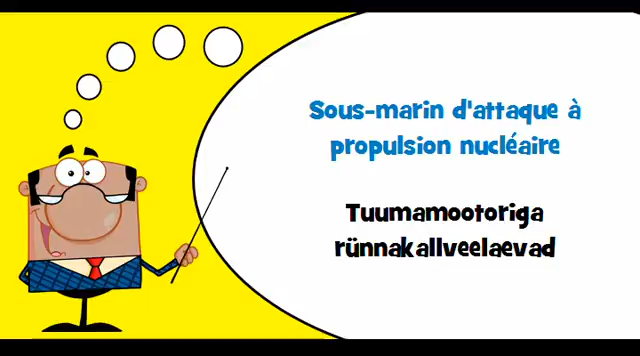 Sous-marin d'attaque à
propulsion nucléaire
Tuumamootoriga
rünnakallveelaevad